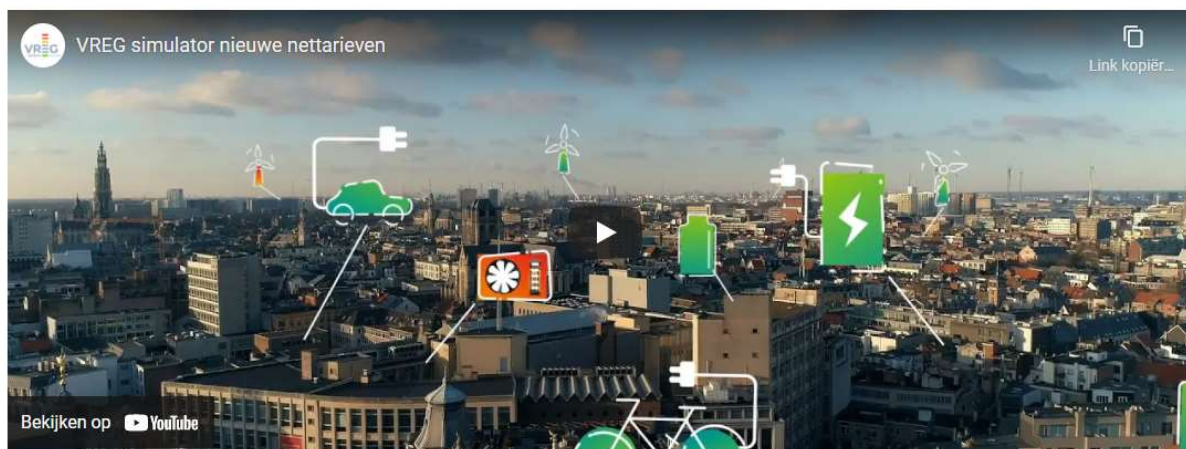 VREG
VREG simulator nieuwe nettarieven
Link kopiër...
Bekijken op YouTube